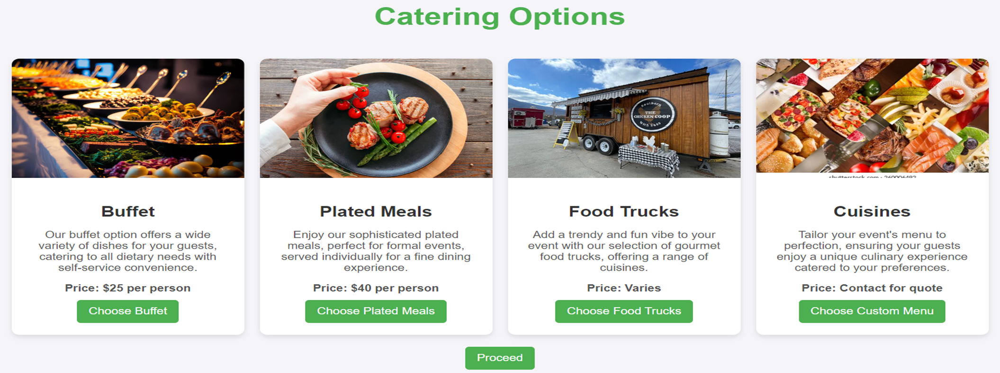 Catering Options
southern
THE
CHICKEN COOP
with Sass
shutterstock.com · 260006492
Buffet
Our buffet option offers a wide
variety of dishes for your guests,
catering to all dietary needs with
self-service convenience.
Price: $25 per person
Choose Buffet
Plated Meals
Enjoy our sophisticated plated
meals, perfect for formal events,
served individually for a fine dining
experience.
Price: $40 per person
Choose Plated Meals
Food Trucks
Add a trendy and fun vibe to your
event with our selection of gourmet
food trucks, offering a range of
cuisines.
Price: Varies
Choose Food Trucks
Cuisines
Tailor your event's menu to
perfection, ensuring your guests
enjoy a unique culinary experience
catered to your preferences.
Price: Contact for quote
Choose Custom Menu
Proceed